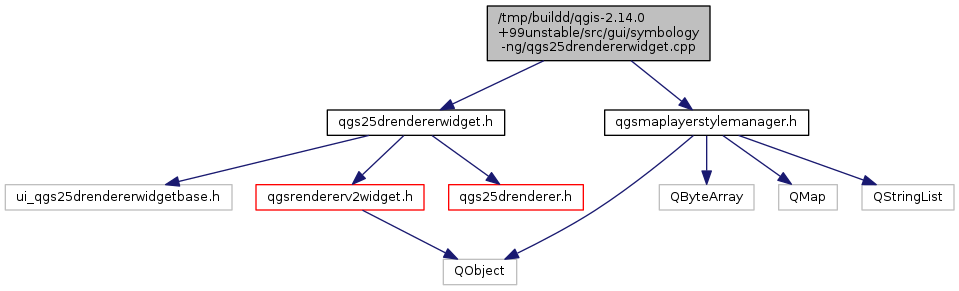 /tmp/buildd/qgis-2.14.0
+99unstable/src/gui/symbology
-ng/qgs25drendererwidget.cpp
qgs25drendererwidget.h
qgsmaplayerstylemanager.h
ui_qgs25drendererwidgetbase.h
qgsrendererv2widget.h
qgs25drenderer.h
QByteArray
QMap
QStringList
QObject